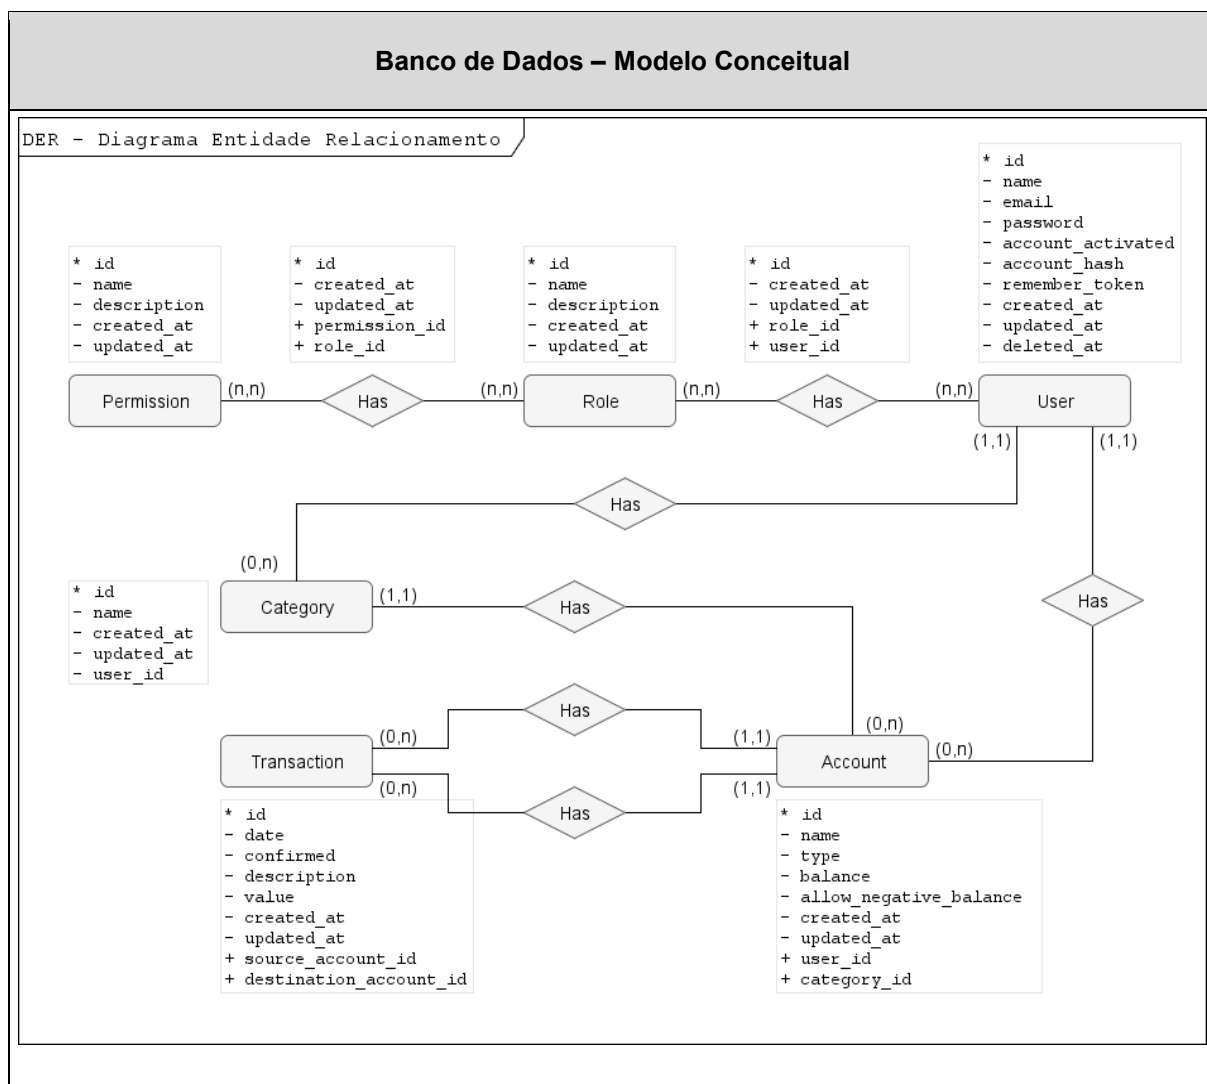 Banco de Dados – Modelo Conceitual
DER - Diagrama Entidade Relacionamento
* id
- name
- email
- password
- account_activated
- account_hash
- remember_token
- created_at
- updated_at
- deleted_at
* id
- name
- description
- created_at
- updated_at
* id
- created_at
- updated_at
+ permission_id
+ role_id
* id
- name
- description
- created_at
- updated_at
* id
- created_at
- updated_at
+ role_id
+ user_id
Permission
(n,n)
Has
(n,n)
Role
(n,n)
Has
(n,n)
User
(1,1)
(1,1)
Has
(0,n)
* id
- name
- created_at
- updated_at
- user_id
Category
(1,1)
Has
Has
(0,n)
Transaction
(0,n)
Has
(1,1)
(0,n)
Has
(1,1)
Account
(0,n)
* id
- date
- confirmed
- description
- value
- created_at
- updated_at
+ source_account_id
+ destination_account_id
* id
- name
- type
- balance
- allow_negative_balance
- created_at
- updated_at
+ user_id
+ category_id